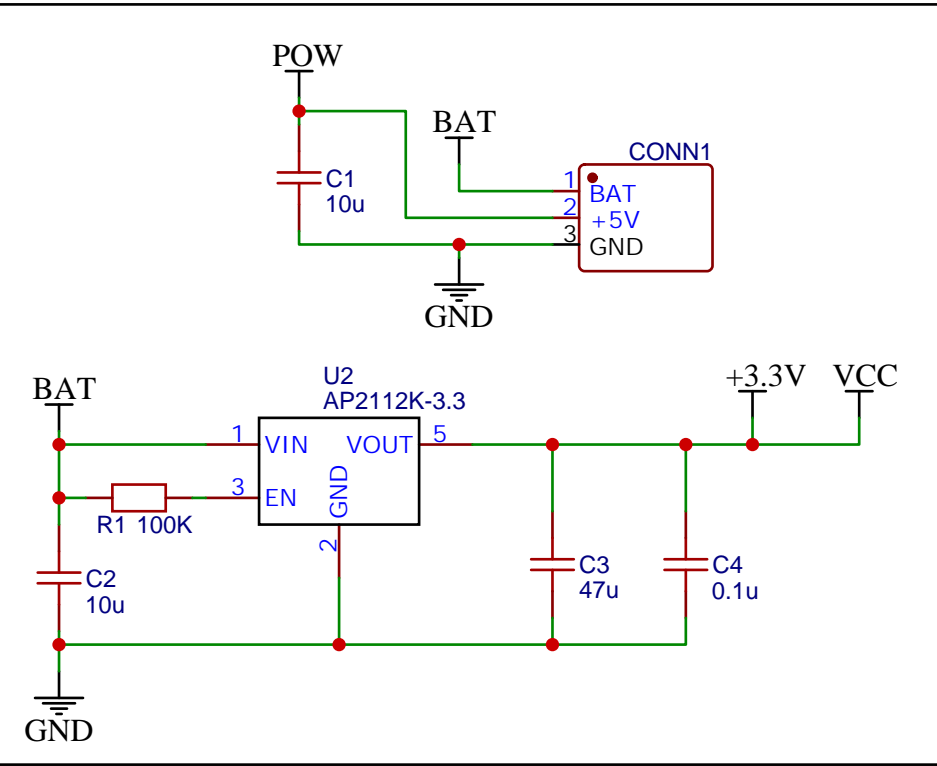 POW
BAT
CONN1
C1
10u
1
BAT
2
+5V
3
GND
GND
BAT
U2
AP2112K-3.3
+3.3V
VCC
1
VIN
VOUT
5
3
EN
GND
R1 100K
2
C2
10u
C3
47u
C4
0.1u
GND